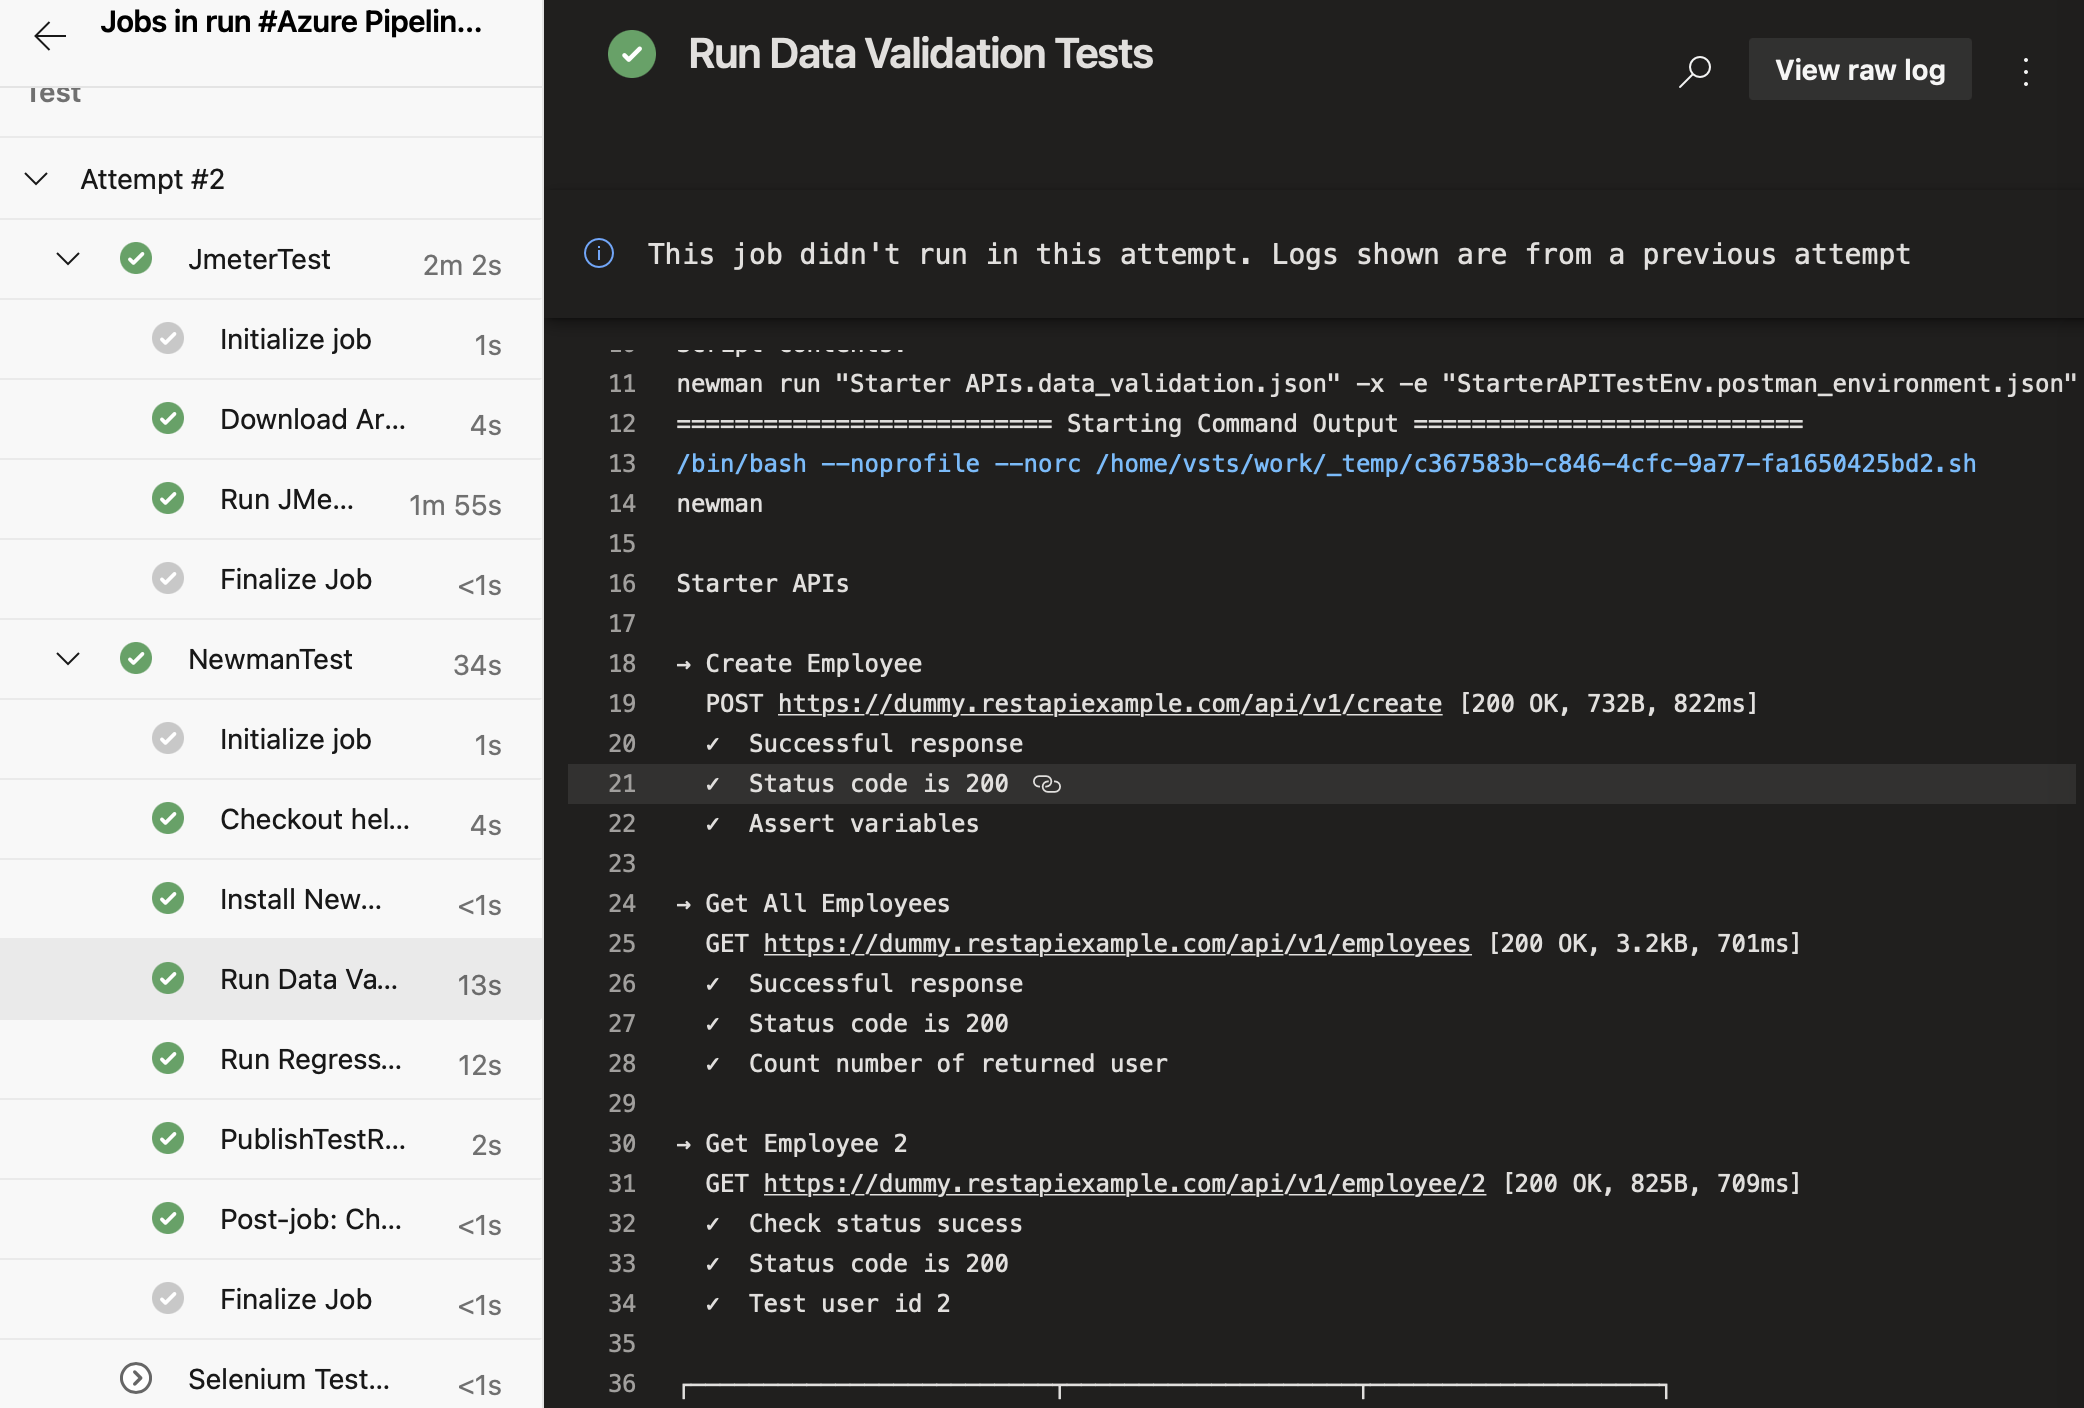 Jobs in run #Azure Pipelin...
Test
Attempt #2
JmeterTest 2m 2s
Initialize job 1s
Download Ar... 4s
Run JMe... 1m 55s
Finalize Job <1s
NewmanTest 34s
Initialize job 1s
Checkout hel... 4s
Install New... <1s
Run Data Va... 13s
Run Regress... 12s
PublishTestR... 2s
Post-job: Ch... <1s
Finalize Job <1s
Selenium Test... <1s
Run Data Validation Tests
View raw log
This job didn't run in this attempt. Logs shown are from a previous attempt
10 Script contents:
11 newman run "Starter APIs.data_validation.json" -x -e "StarterAPITestEnv.postman_environment.json"
12 ========================== Starting Command Output ===========================
13 /bin/bash --noprofile --norc /home/vsts/work/_temp/c367583b-c846-4cfc-9a77-fa1650425bd2.sh
14 newman
15
16 Starter APIs
17
18 → Create Employee
19 POST https://dummy.restapiexample.com/api/v1/create [200 OK, 732B, 822ms]
20 ✓ Successful response
21 ✓ Status code is 200
22 ✓ Assert variables
23
24 → Get All Employees
25 GET https://dummy.restapiexample.com/api/v1/employees [200 OK, 3.2kB, 701ms]
26 ✓ Successful response
27 ✓ Status code is 200
28 ✓ Count number of returned user
29
30 → Get Employee 2
31 GET https://dummy.restapiexample.com/api/v1/employee/2 [200 OK, 825B, 709ms]
32 ✓ Check status sucess
33 ✓ Status code is 200
34 ✓ Test user id 2
35
36